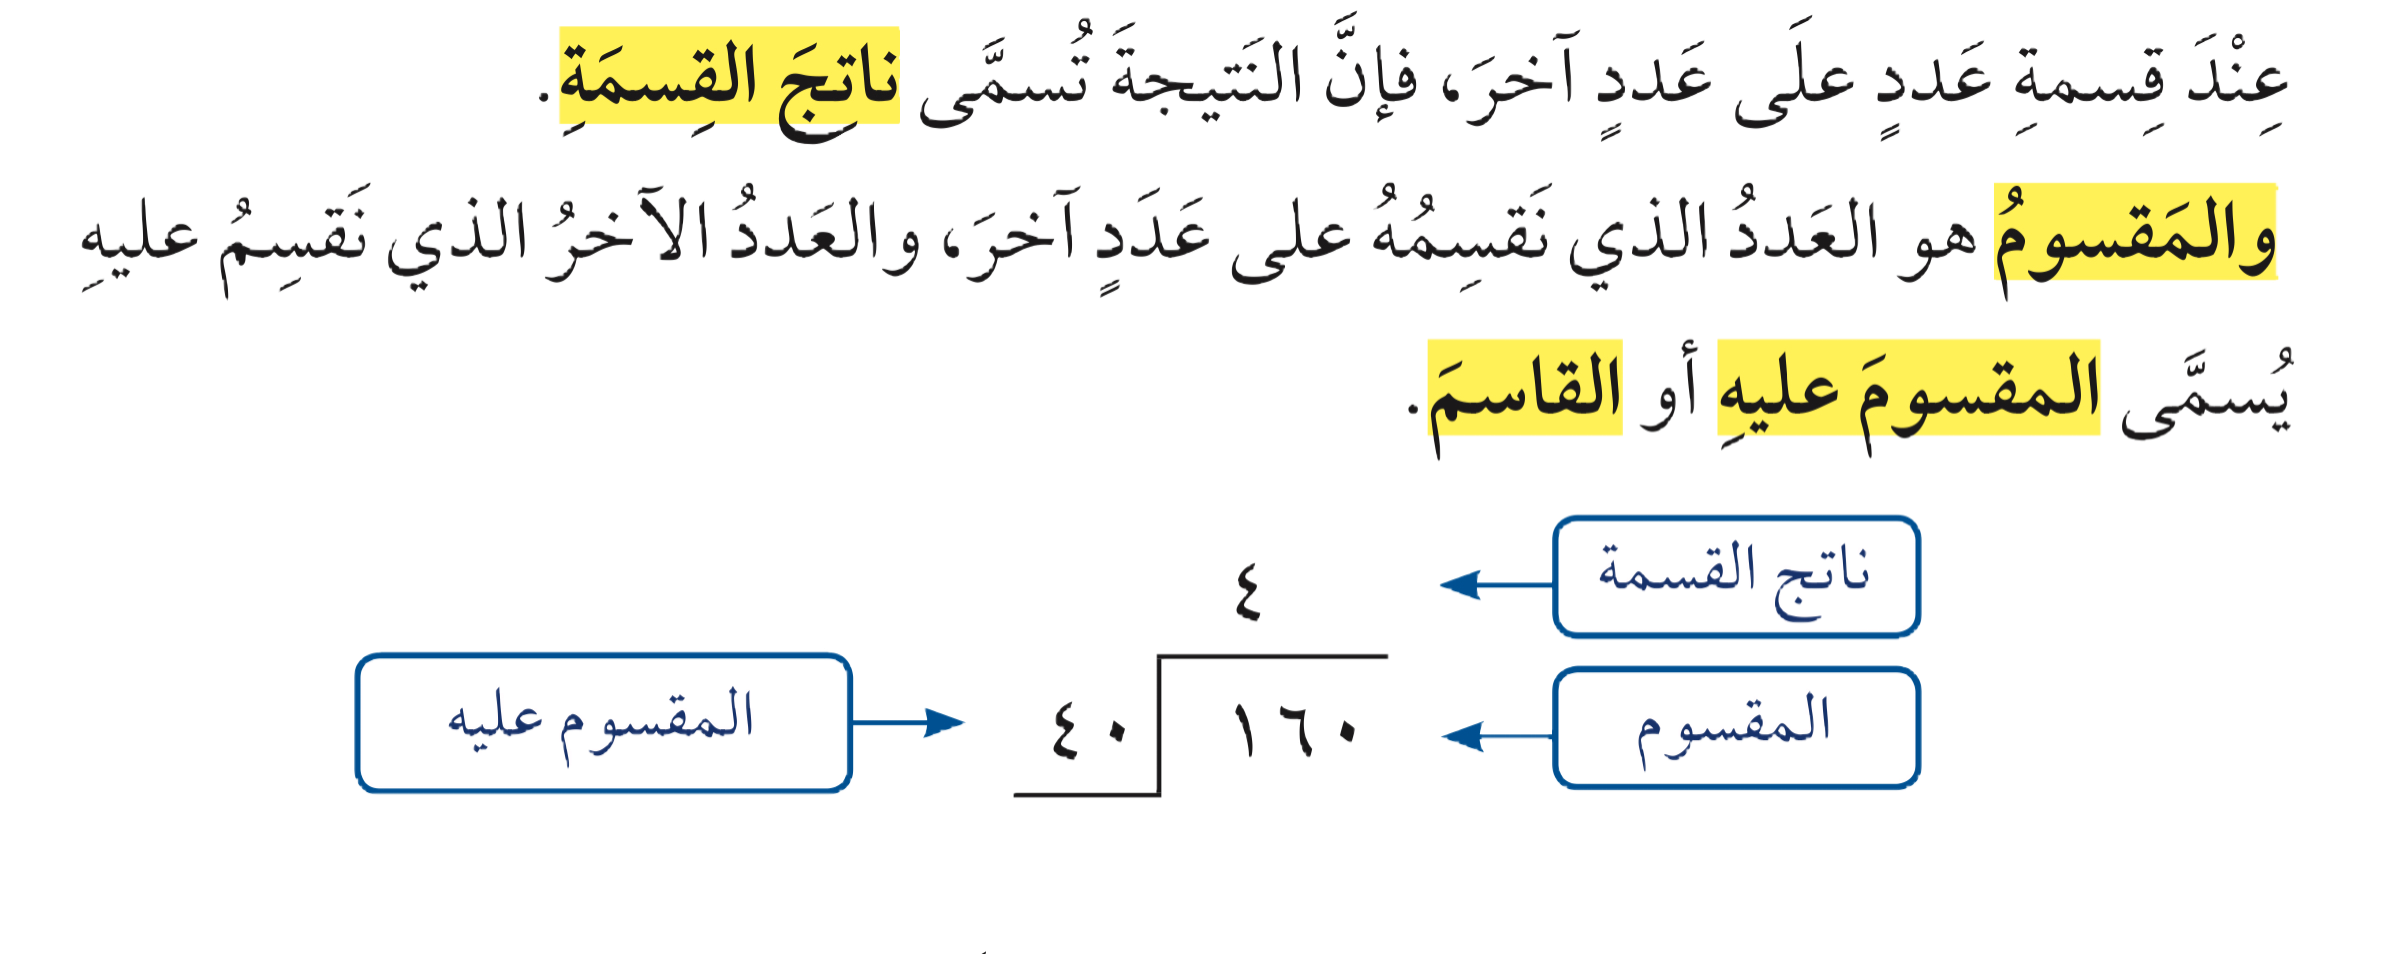 عِنْدَ قِسمةِ عَددٍ علَى عَددٍ آخرَ، فإنَّ النَتيجةَ تُسمَّى ناتِجَ القِسمَةِ.
والمَقسومُ هو العَددُ الذي نَقسِمُهُ على عَدَدٍ آخرَ، والعَددُ الآخرُ الذي نَقسِمُ عليهِ
يُسمَّى المقسومَ عليهِ أو القاسمَ.
ناتج القسمة
٤
المقسوم
١٦٠
٤٠
المقسوم عليه